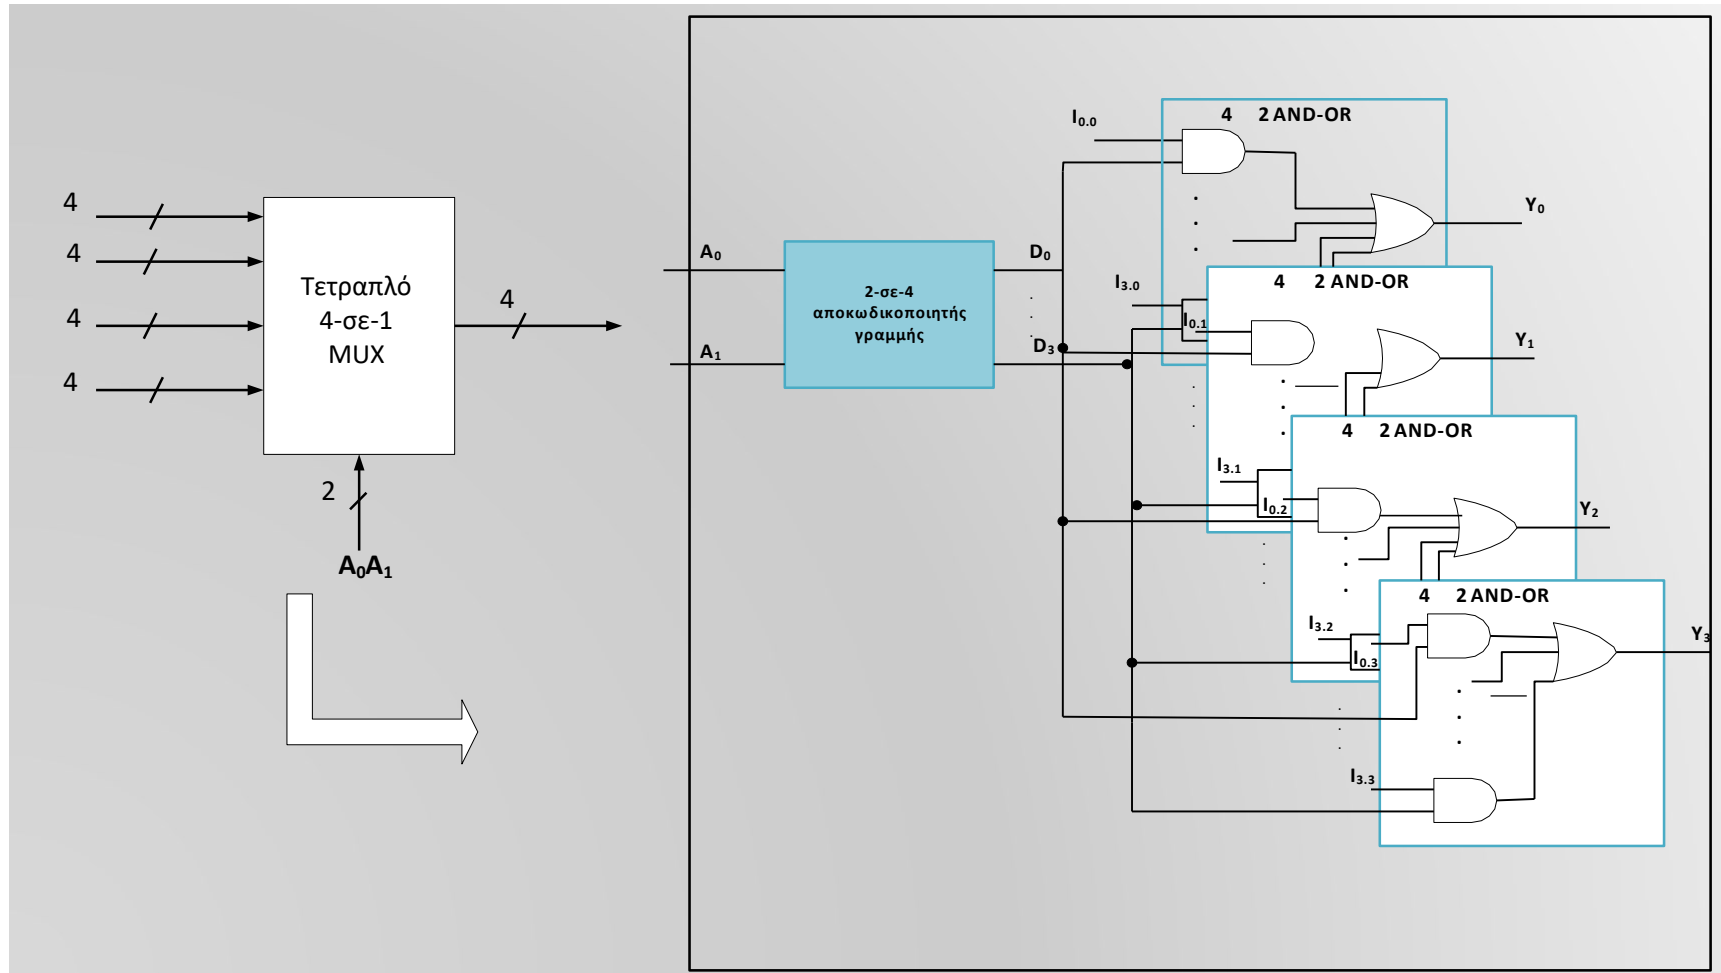 4
4
4
4
Τετραπλό
4-σε-1
MUX
4
2
A₀A₁
A₀
A₁
2-σε-4
αποκωδικοποιητής
γραμμής
D₀
D₃
I₀.₀
4 2 AND-OR
Y₀
I₃.₀
4 2 AND-OR
I₀.₁
Y₁
4 2 AND-OR
I₃.₁
I₀.₂
Y₂
4 2 AND-OR
I₃.₂
I₀.₃
Y₃
I₃.₃